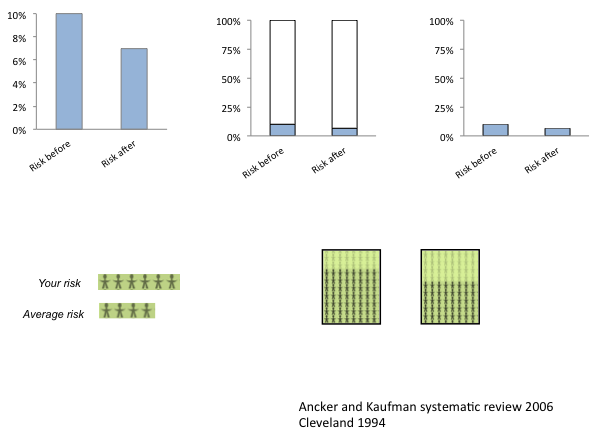 10%
8%
6%
4%
2%
0%
Risk before
Risk after
100%
75%
50%
25%
0%
Risk before
Risk after
100%
75%
50%
25%
0%
Risk before
Risk after
Your risk
Average risk
Ancker and Kaufman systematic review 2006
Cleveland 1994